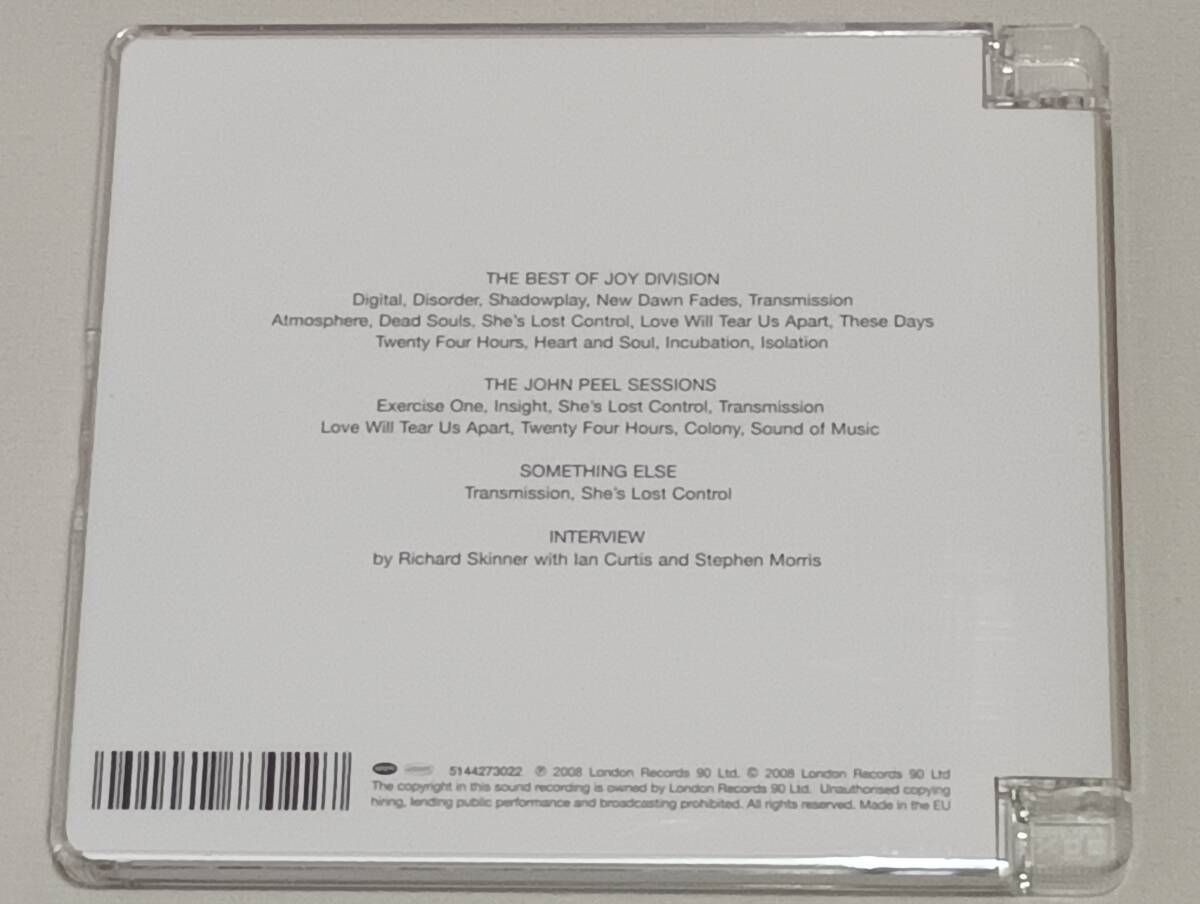 THE BEST OF JOY DIVISION
Digital, Disorder, Shadowplay, New Dawn Fades, Transmission
Atmosphere, Dead Souls, She's Lost Control, Love Will Tear Us Apart, These Days
Twenty Four Hours, Heart and Soul, Incubation, Isolation
THE JOHN PEEL SESSIONS
Exercise One, Insight, She's Lost Control, Transmission
Love Will Tear Us Apart, Twenty Four Hours, Colony, Sound of Music
SOMETHING ELSE
Transmission, She's Lost Control
INTERVIEW
by Richard Skinner with Ian Curtis and Stephen Morris
5144273022 ℗ 2008 London Records 90 Ltd. © 2008 London Records 90 Ltd
The copyright in this sound recording is owned by London Records 90 Ltd. Unauthorised copying
hiring, lending public performance and broadcasting prohibited. All rights reserved. Made in the EU